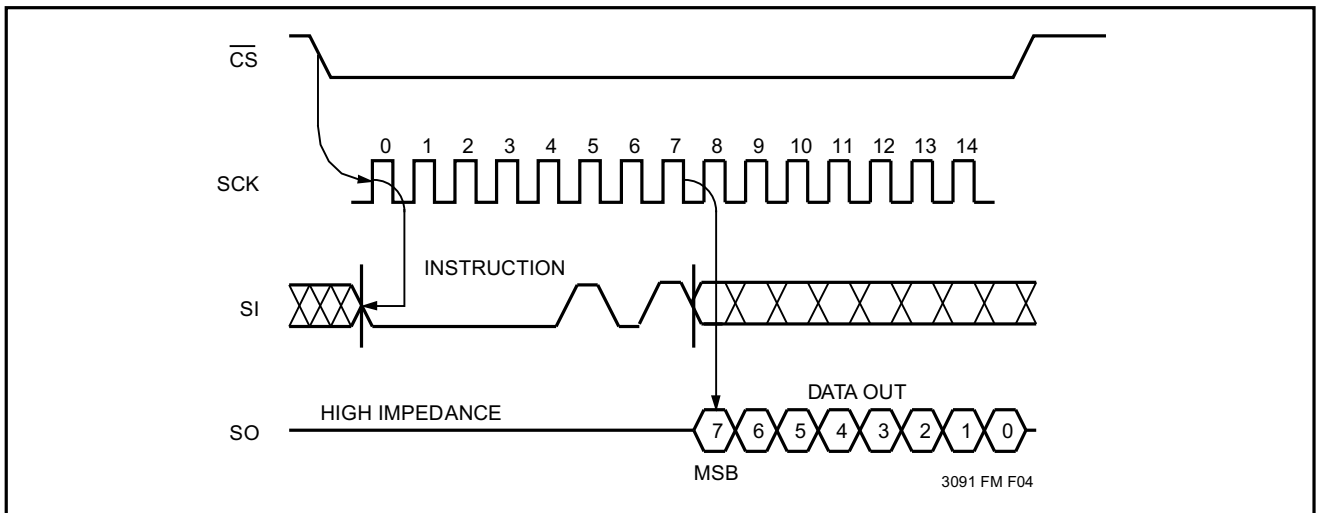 CS
0 1 2 3 4 5 6 7 8 9 10 11 12 13 14
SCK
INSTRUCTION
SI
DATA OUT
HIGH IMPEDANCE
SO
7 6 5 4 3 2 1 0
MSB
3091 FM F04